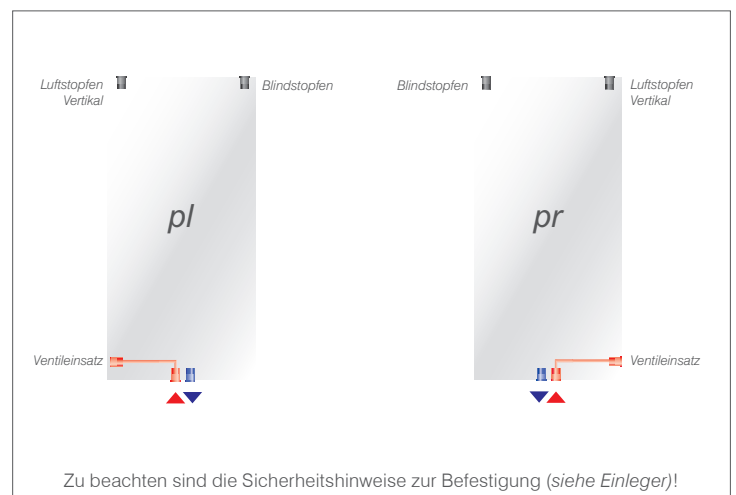 Luftstopfen
Vertikal
Blindstopfen
pl
Ventileinsatz
Blindstopfen
Luftstopfen
Vertikal
pr
Ventileinsatz
Zu beachten sind die Sicherheitshinweise zur Befestigung (siehe Einleger)!